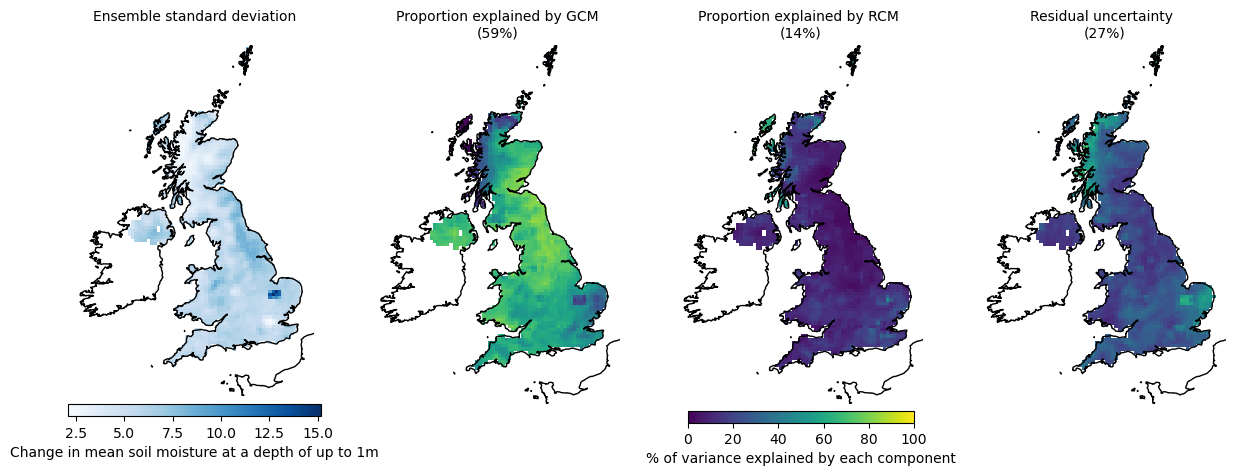 Ensemble standard deviation
Proportion explained by GCM
(59%)
Proportion explained by RCM
(14%)
Residual uncertainty
(27%)
2.5 5.0 7.5 10.0 12.5 15.0
Change in mean soil moisture at a depth of up to 1m
0 20 40 60 80 100
% of variance explained by each component